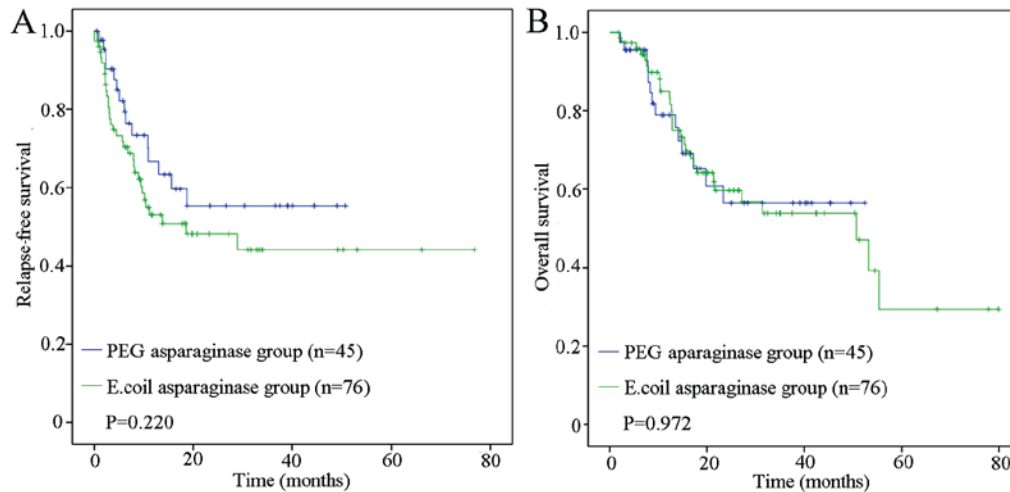 A
1.0
0.8
0.6
0.4
0.2
0
Relapse-free survival
PEG asparaginase group (n=45)
E.coil asparaginase group (n=76)
P=0.220
0 20 40 60 80
Time (months)
B
1.0
0.8
0.6
0.4
0.2
0
Overall survival
PEG aparaginase group (n=45)
E.coil asparaginase group (n=76)
P=0.972
0 20 40 60 80
Time (months)